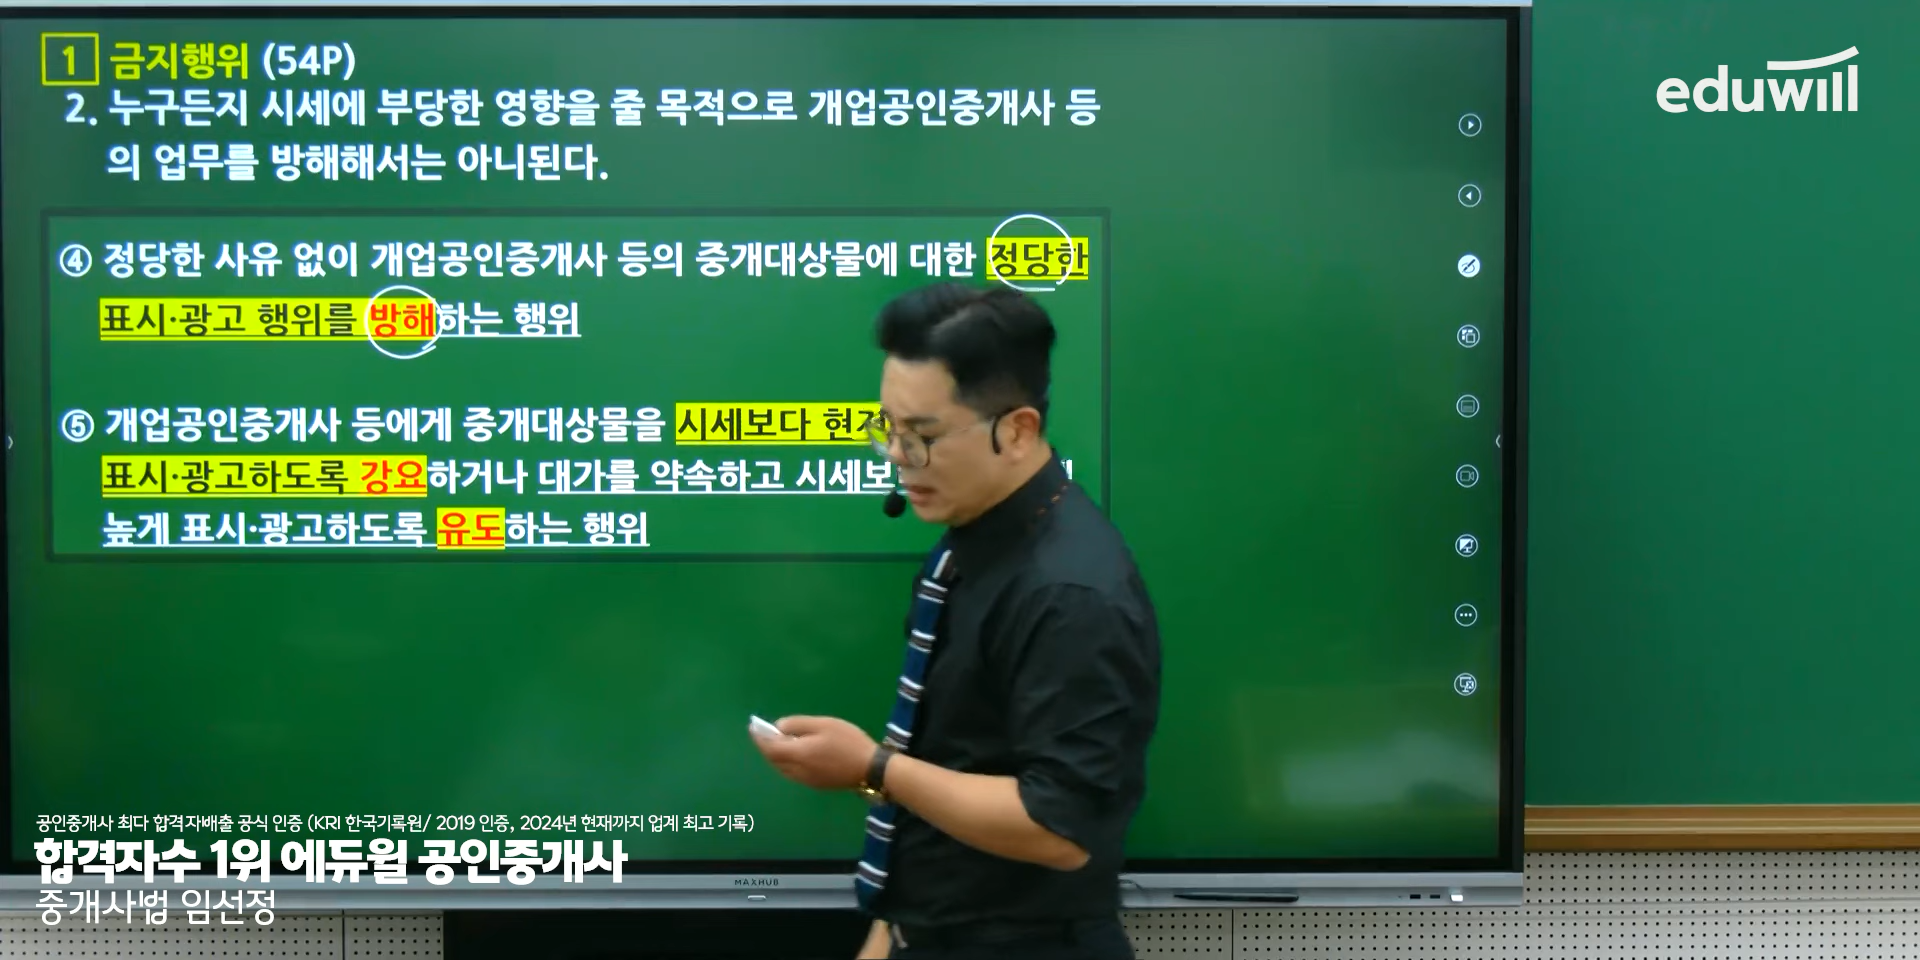 1 금지행위 (54P)
eduwill
2. 누구든지 시세에 부당한 영향을 줄 목적으로 개업공인중개사 등
의 업무를 방해해서는 아니된다.
④ 정당한 사유 없이 개업공인중개사 등의 중개대상물에 대한 정당한
표시·광고 행위를 방해하는 행위
⑤ 개업공인중개사 등에게 중개대상물을 시세보다
표시·광고하도록 강요하거나 대가를 약속하고
높게 표시·광고하도록 유도하는 행위
공인중개사 최다 합격자배출 공식 인증 (KRI 한국기록원/ 2019 인증, 2024년 현재까지 업계 최고 기록)
합격자수 1위 에듀윌 공인중개사
중개사법 임선정
MAXHUB